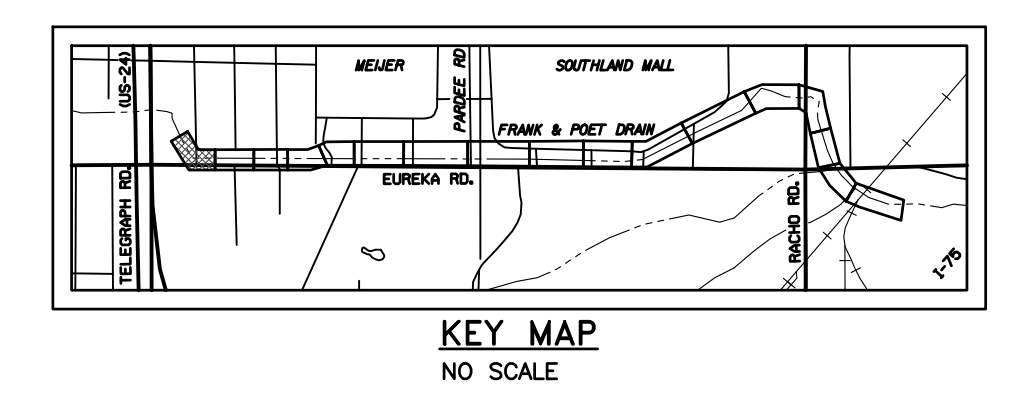 (US-24)
TELEGRAPH RD.
MEIJER
PARDEE RD
SOUTHLAND MALL
FRANK & POET DRAIN
EUREKA RD.
RACHO RD.
I-75
KEY MAP
NO SCALE